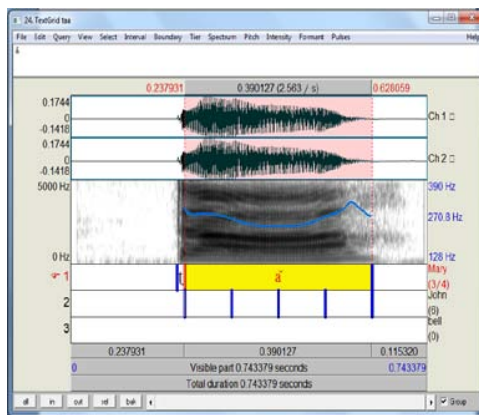 24. TextGrid tse
File Edit Query View Select Interval Boundary Tier Spectrum Pitch Intensity Formant Pulses Help
0.237931 0.390127 (2.563 / s) 0.628059
0.1744
0
-0.1418
Ch 1
0.1744
0
-0.1418
Ch 2
5000 Hz 390 Hz
270.8 Hz
0 Hz 128 Hz
1 t ǎ Mary
(3/4)
2 John
(6)
3 bell
(0)
0.237931 0.390127 0.115320
0 Visible part 0.743379 seconds 0.743379
Total duration 0.743379 seconds
all in out sel bak Group